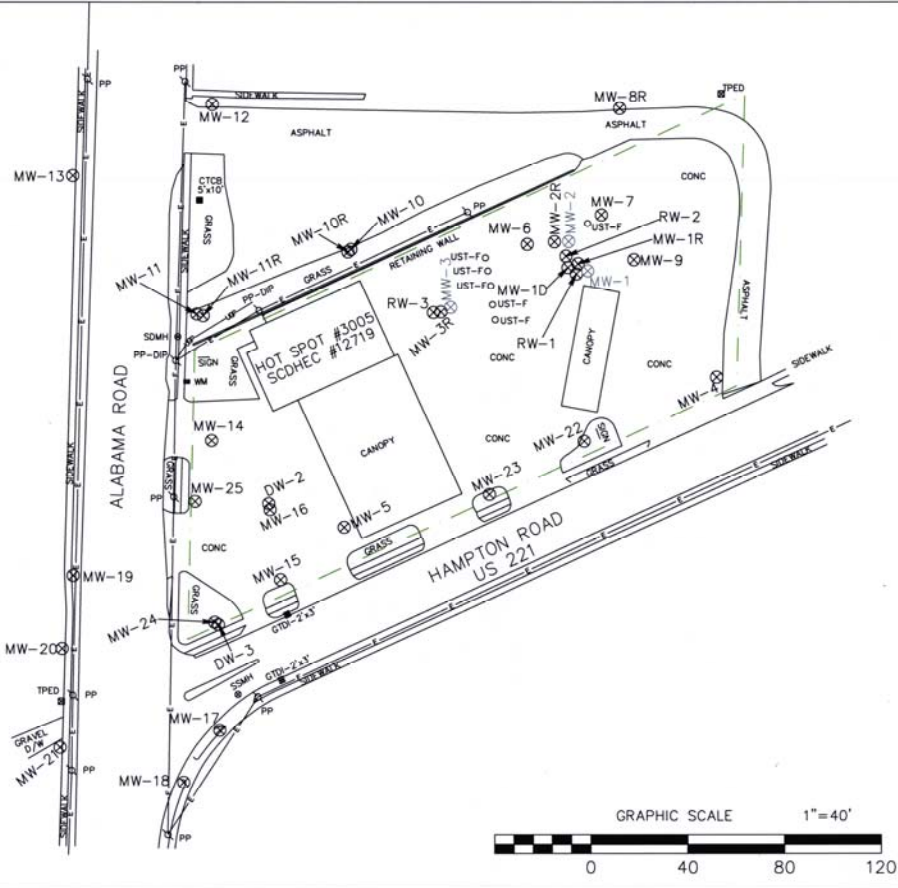 PP
PP
SIDEWALK
SIDEWALK
MW-12
MW-8R
TPED
ASPHALT
ASPHALT
MW-13
CTCB
5'x10'
CONC
GRASS
SIDEWALK
MW-10R
MW-10
PP
MW-2R
MW-2
MW-7
UST-F
RW-2
MW-6
MW-1R
MW-9
MW-11
MW-11R
GRASS
RETAINING WALL
UST-F
UST-F
UST-F
MW-3
MW-1D
MW-1
UST-F
UST-F
PP-DIP
UP
RW-3
MW-3R
RW-1
ASPHALT
SDMH
PP-DIP
SIGN
WM
GRASS
HOT SPOT #3005
SCDHEC #12719
CONC
CANOPY
CONC
SIDEWALK
MW-4
ALABAMA ROAD
MW-14
CANOPY
CONC
MW-22
SIGN
GRASS
SIDEWALK
GRASS
PP
MW-25
DW-2
MW-16
MW-23
MW-5
SIDEWALK
CONC
GRASS
HAMPTON ROAD
US 221
MW-15
MW-19
GRASS
MW-24
GTDI-2'x3'
DW-3
MW-20
SSMH
GTDI-2'x3'
SIDEWALK
TPED
PP
PP
GRAVEL
D/W
MW-17
MW-21
PP
MW-18
SIDEWALK
PP
GRAPHIC SCALE 1"=40'
0 40 80 120
E E E E E E E E